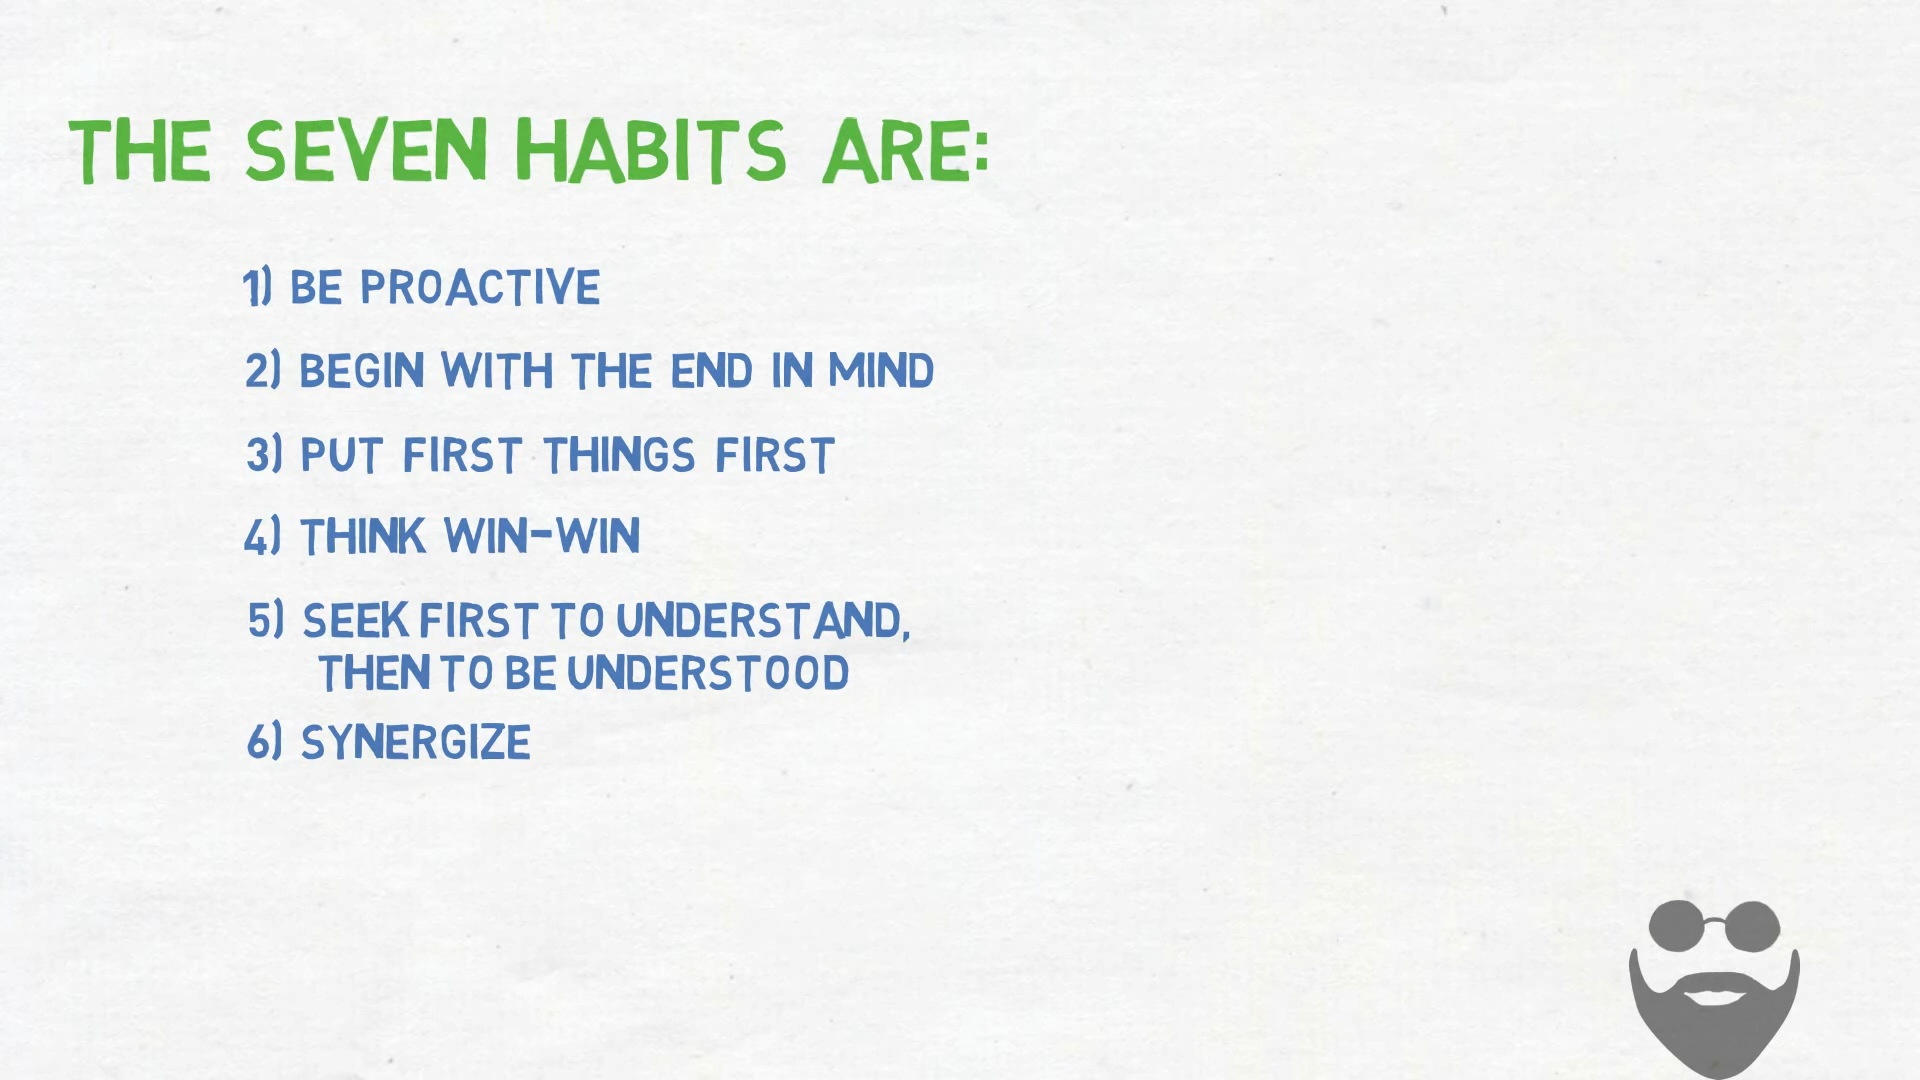 THE SEVEN HABITS ARE:
1) BE PROACTIVE
2) BEGIN WITH THE END IN MIND
3) PUT FIRST THINGS FIRST
4) THINK WIN-WIN
5) SEEK FIRST TO UNDERSTAND,
THEN TO BE UNDERSTOOD
6) SYNERGIZE